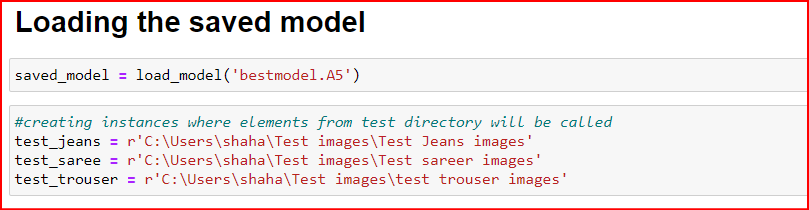 Loading the saved model
saved_model = load_model('bestmodel.A5')
#creating instances where elements from test directory will be called
test_jeans = r'C:\Users\shaha\Test images\Test Jeans images'
test_saree = r'C:\Users\shaha\Test images\Test sareer images'
test_trouser = r'C:\Users\shaha\Test images\test trouser images'